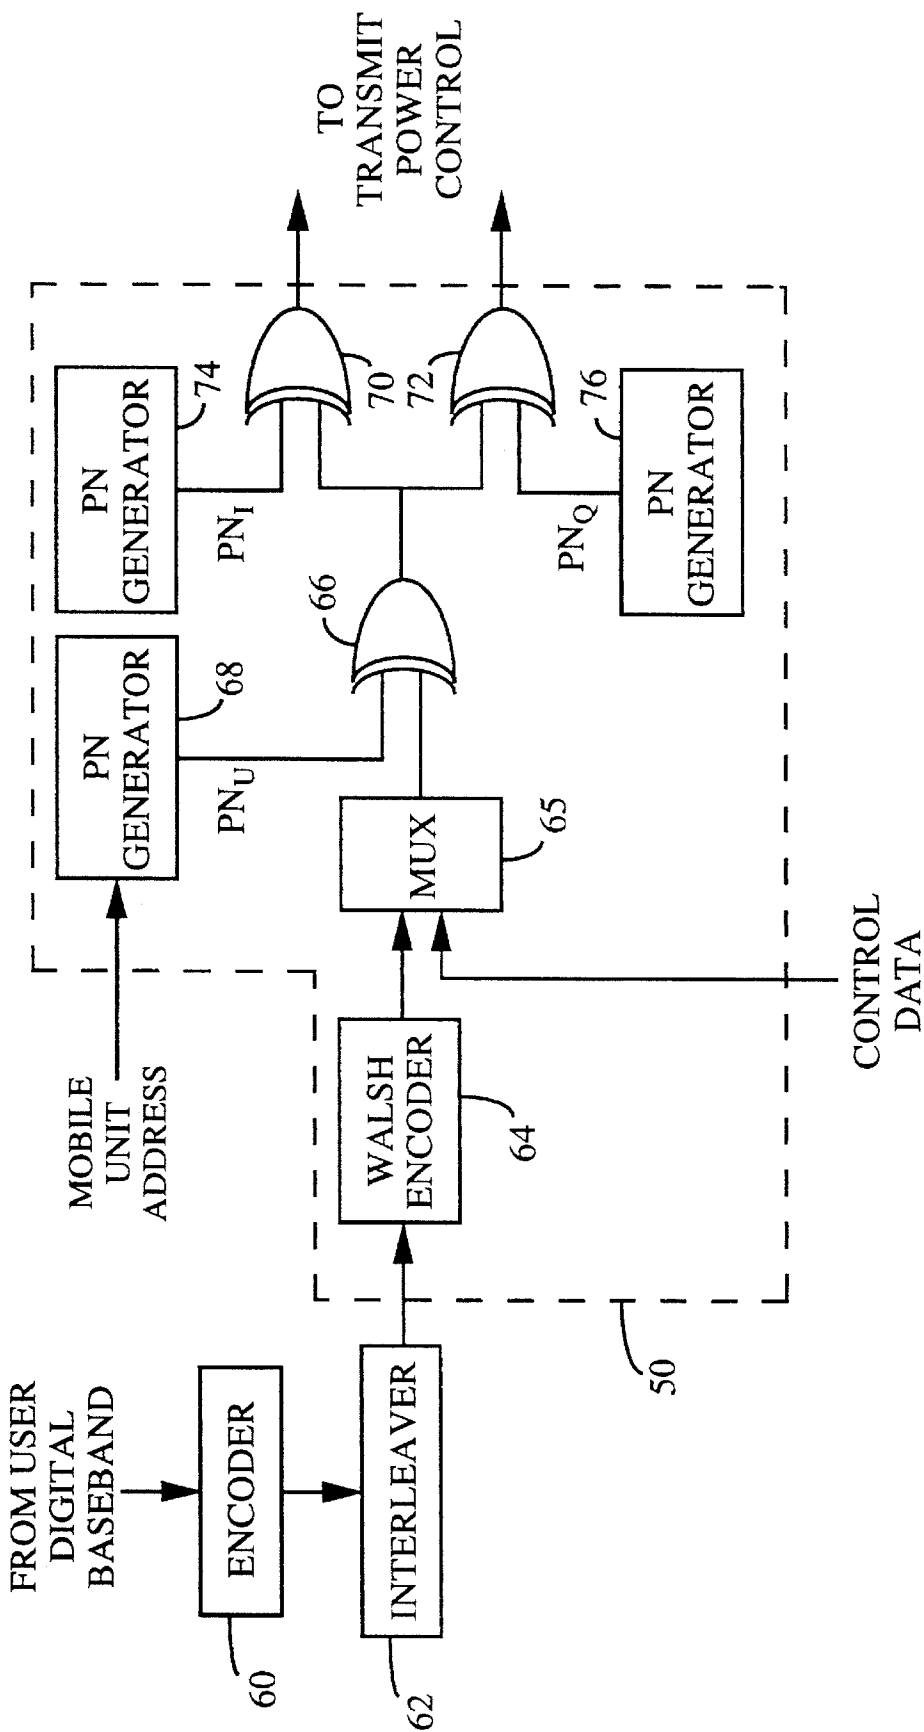 FROM USER
DIGITAL
BASEBAND
ENCODER
60
INTERLEAVER
62
50
MOBILE
UNIT
ADDRESS
WALSH
ENCODER
64
CONTROL
DATA
MUX
65
PN
GENERATOR
68
PN_U
66
PN
GENERATOR
74
PN_I
70
72
PN_Q
76
PN
GENERATOR
TO
TRANSMIT
POWER
CONTROL